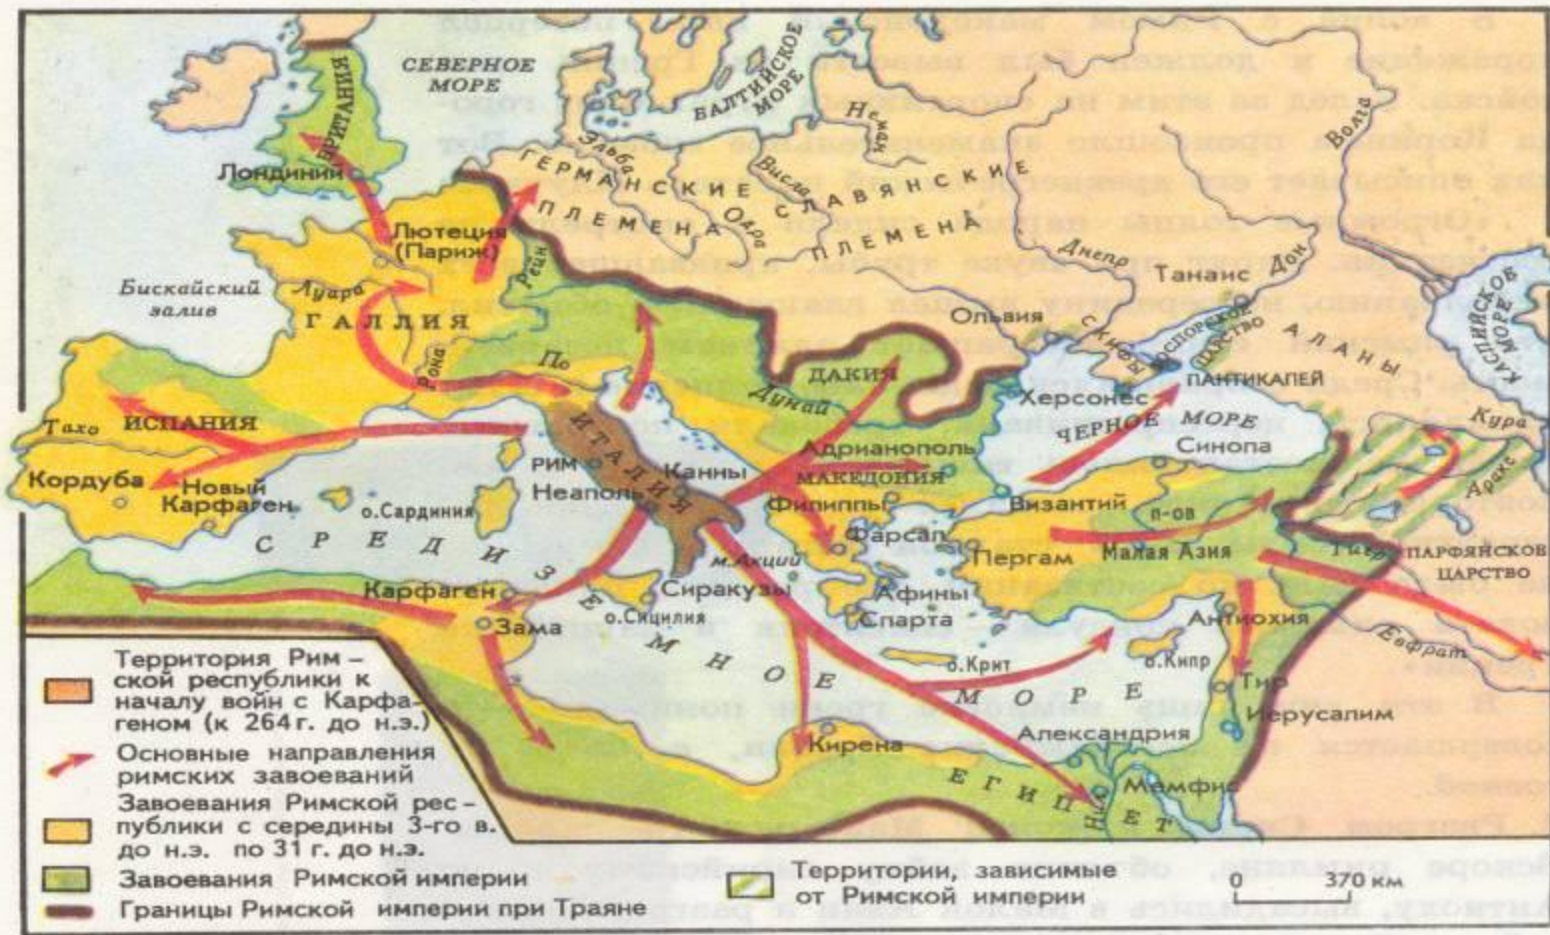 СЕВЕРНОЕ
МОРЕ
БАЛТИЙСКОЕ
МОРЕ
БРИТАНИЯ
Лондиний
Эльба
Неман
Висла
Одра
Волга
ГЕРМАНСКИЕ
ПЛЕМЕНА
СЛАВЯНСКИЕ
ПЛЕМЕНА
Лютеция
(Париж)
Рейн
Днепр
Танаис
Дон
Бискайский
залив
Луара
ГАЛЛИЯ
Рона
По
Ольвия
СКИФЫ
БОСПОРСКОЕ
ЦАРСТВО
АЛАНЫ
КАСПИЙСКОЕ
МОРЕ
ДАКИЯ
Дунай
ПАНТИКАПЕЙ
Херсонес
ЧЕРНОЕ МОРЕ
Синопа
Кура
Аракс
Тахо
ИСПАНИЯ
Кордуба
Новый
Карфаген
ИТАЛИЯ
РИМ
Неаполь
Канны
Адрианополь
МАКЕДОНИЯ
Филиппы
Византий
о.Сардиния
Фарсал
Пергам
п-ов
Малая Азия
Тигр
ПАРФЯНСКОЕ
ЦАРСТВО
СРЕДИЗЕМНОЕ МОРЕ
м.Акций
Карфаген
Зама
Сиракузы
о.Сицилия
Афины
Спарта
Антиохия
Евфрат
о.Крит
о.Кипр
Тир
Иерусалим
Александрия
Кирена
Мемфис
ЕГИПЕТ
Нил
Территория Рим-
ской республики к
началу войн с Карфа-
геном (к 264 г. до н.э.)
Основные направления
римских завоеваний
Завоевания Римской рес-
публики с середины 3-го в.
до н.э. по 31 г. до н.э.
Завоевания Римской империи
Границы Римской империи при Траяне
Территории, зависимые
от Римской империи
0 370 км